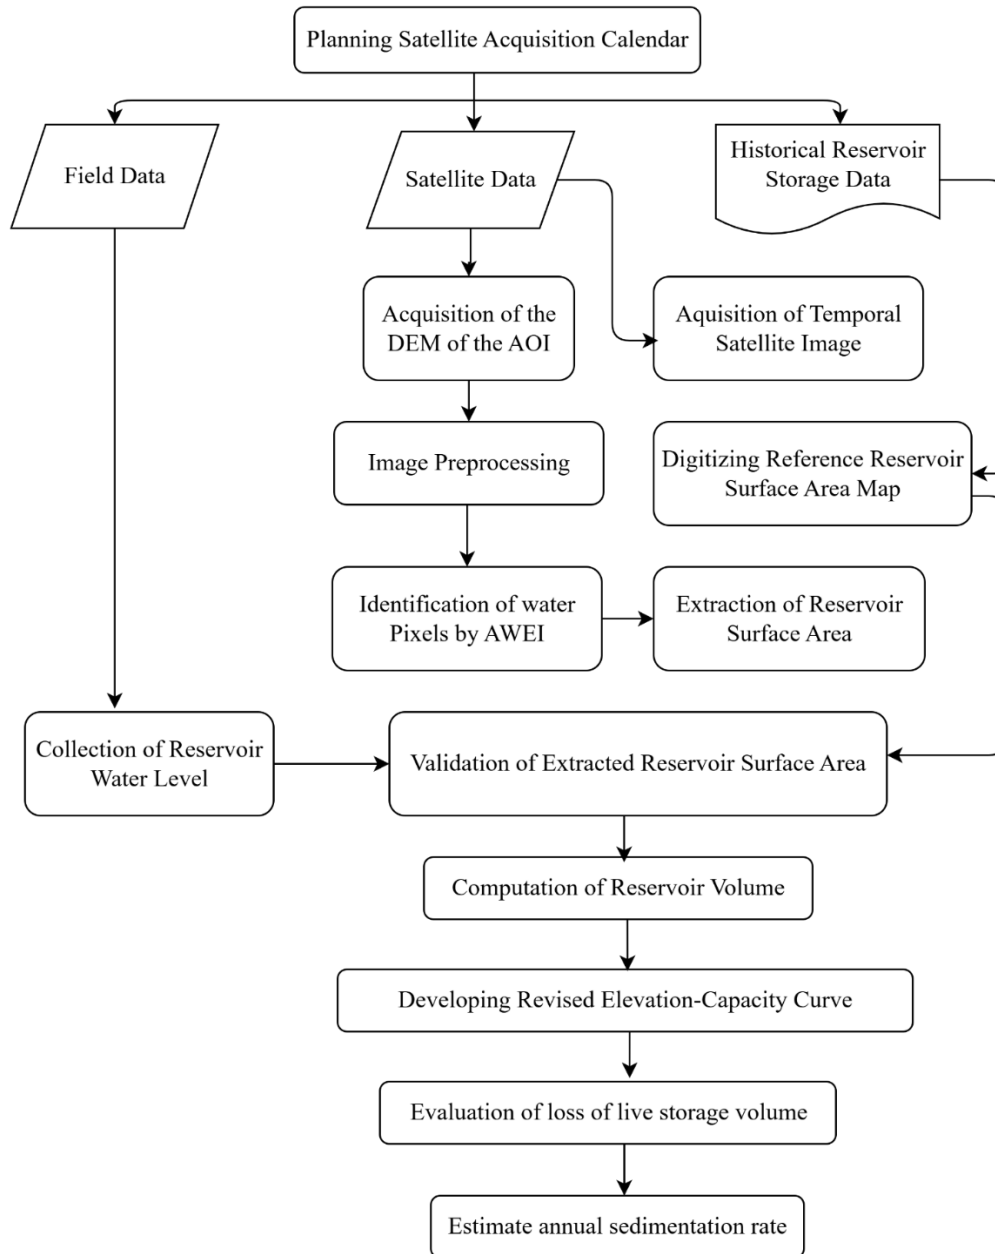 Planning Satellite Acquisition Calendar
Field Data
Satellite Data
Historical Reservoir
Storage Data
Acquisition of the
DEM of the AOI
Aquisition of Temporal
Satellite Image
Image Preprocessing
Digitizing Reference Reservoir
Surface Area Map
Identification of water
Pixels by AWEI
Extraction of Reservoir
Surface Area
Collection of Reservoir
Water Level
Validation of Extracted Reservoir Surface Area
Computation of Reservoir Volume
Developing Revised Elevation-Capacity Curve
Evaluation of loss of live storage volume
Estimate annual sedimentation rate